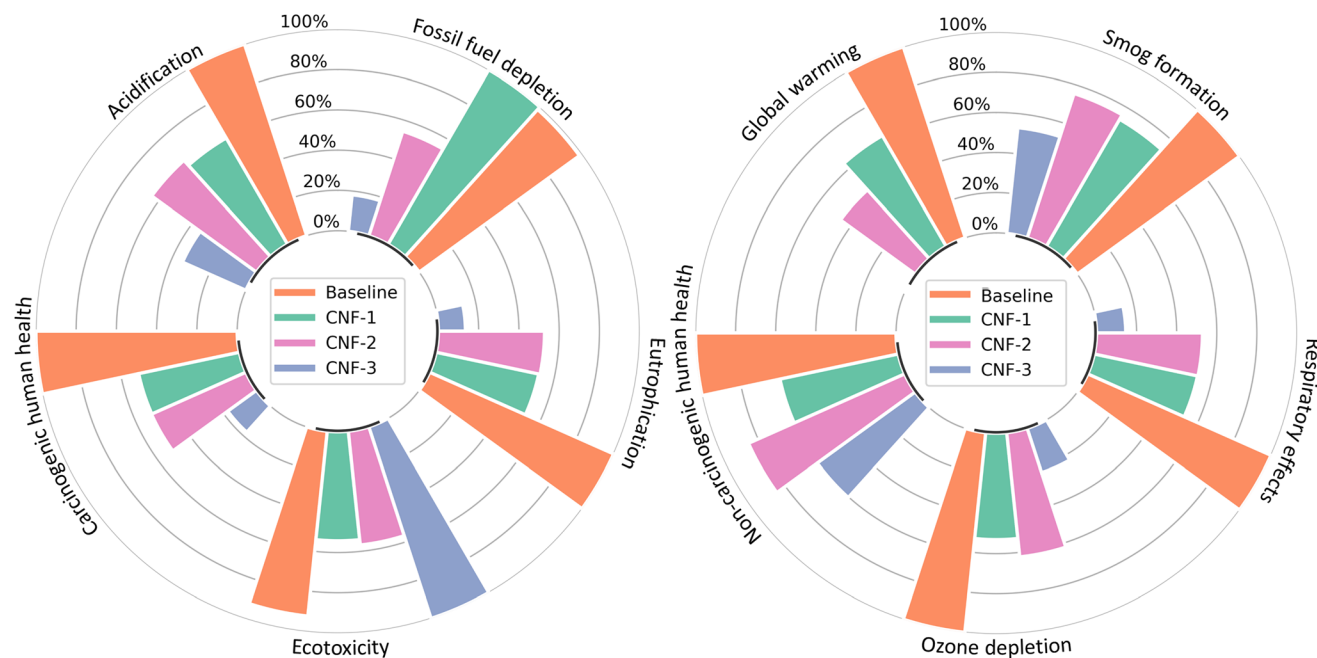 Acidification
Fossil fuel depletion
Eutrophication
Ecotoxicity
Carcinogenic human health
100%
80%
60%
40%
20%
0%
Baseline
CNF-1
CNF-2
CNF-3
Global warming
Smog formation
Respiratory effects
Ozone depletion
Non-carcinogenic human health
100%
80%
60%
40%
20%
0%
Baseline
CNF-1
CNF-2
CNF-3